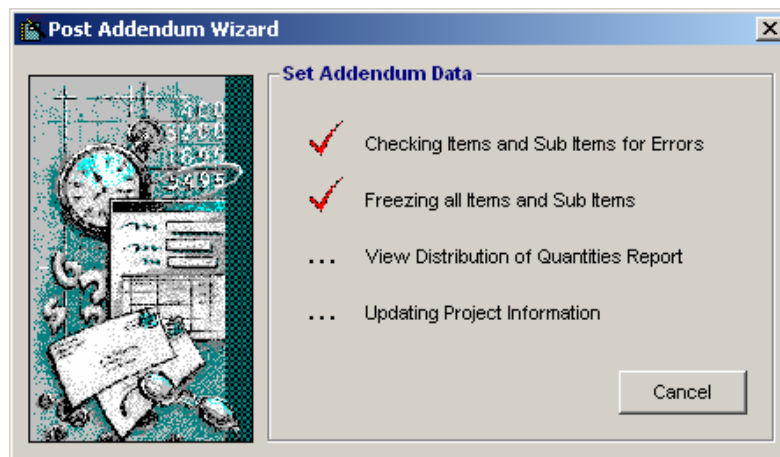 Post Addendum Wizard
Set Addendum Data
Checking Items and Sub Items for Errors
Freezing all Items and Sub Items
... View Distribution of Quantities Report
... Updating Project Information
Cancel
5495